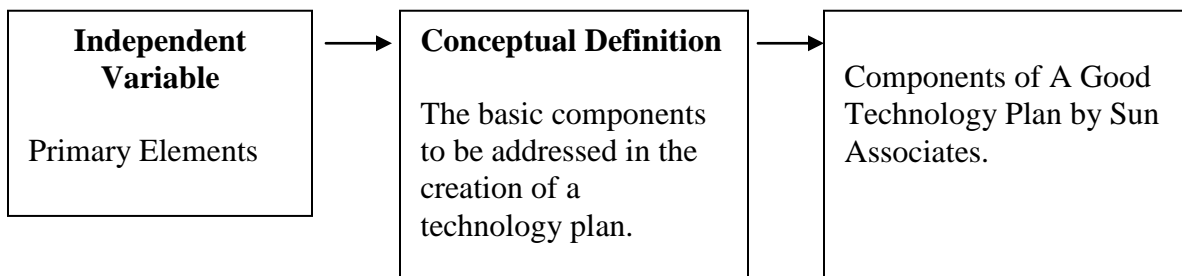 Independent
Variable
Primary Elements
Conceptual Definition
The basic components
to be addressed in the
creation of a
technology plan.
Components of A Good
Technology Plan by Sun
Associates.